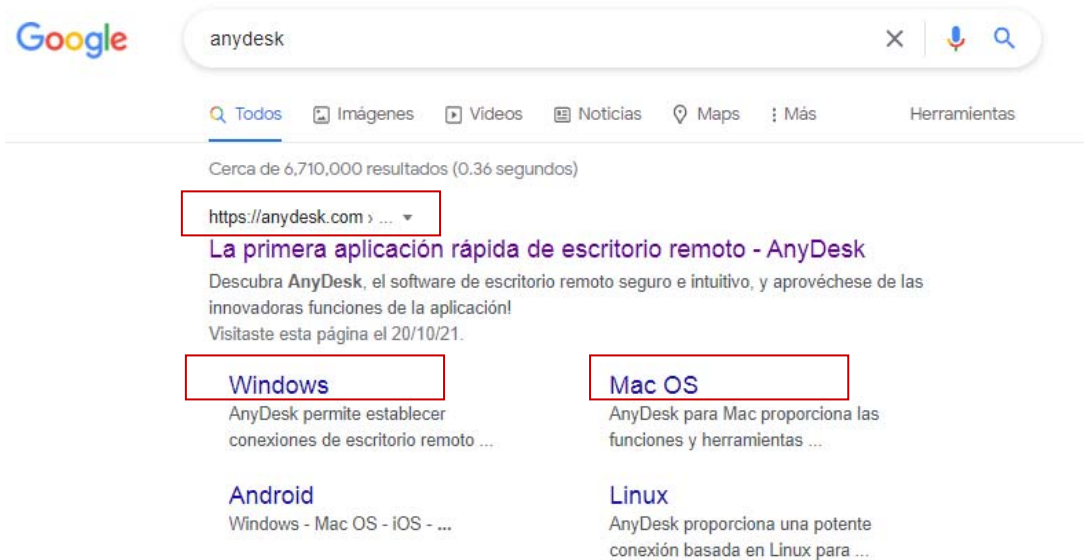 Google
anydesk
Todos Imágenes Videos Noticias Maps Más Herramientas
Cerca de 6,710,000 resultados (0.36 segundos)
https://anydesk.com › ...
La primera aplicación rápida de escritorio remoto - AnyDesk
Descubra AnyDesk, el software de escritorio remoto seguro e intuitivo, y aprovéchese de las
innovadoras funciones de la aplicación!
Visitaste esta página el 20/10/21.
Windows
AnyDesk permite establecer
conexiones de escritorio remoto ...
Mac OS
AnyDesk para Mac proporciona las
funciones y herramientas ...
Android
Windows - Mac OS - iOS - ...
Linux
AnyDesk proporciona una potente
conexión basada en Linux para ...